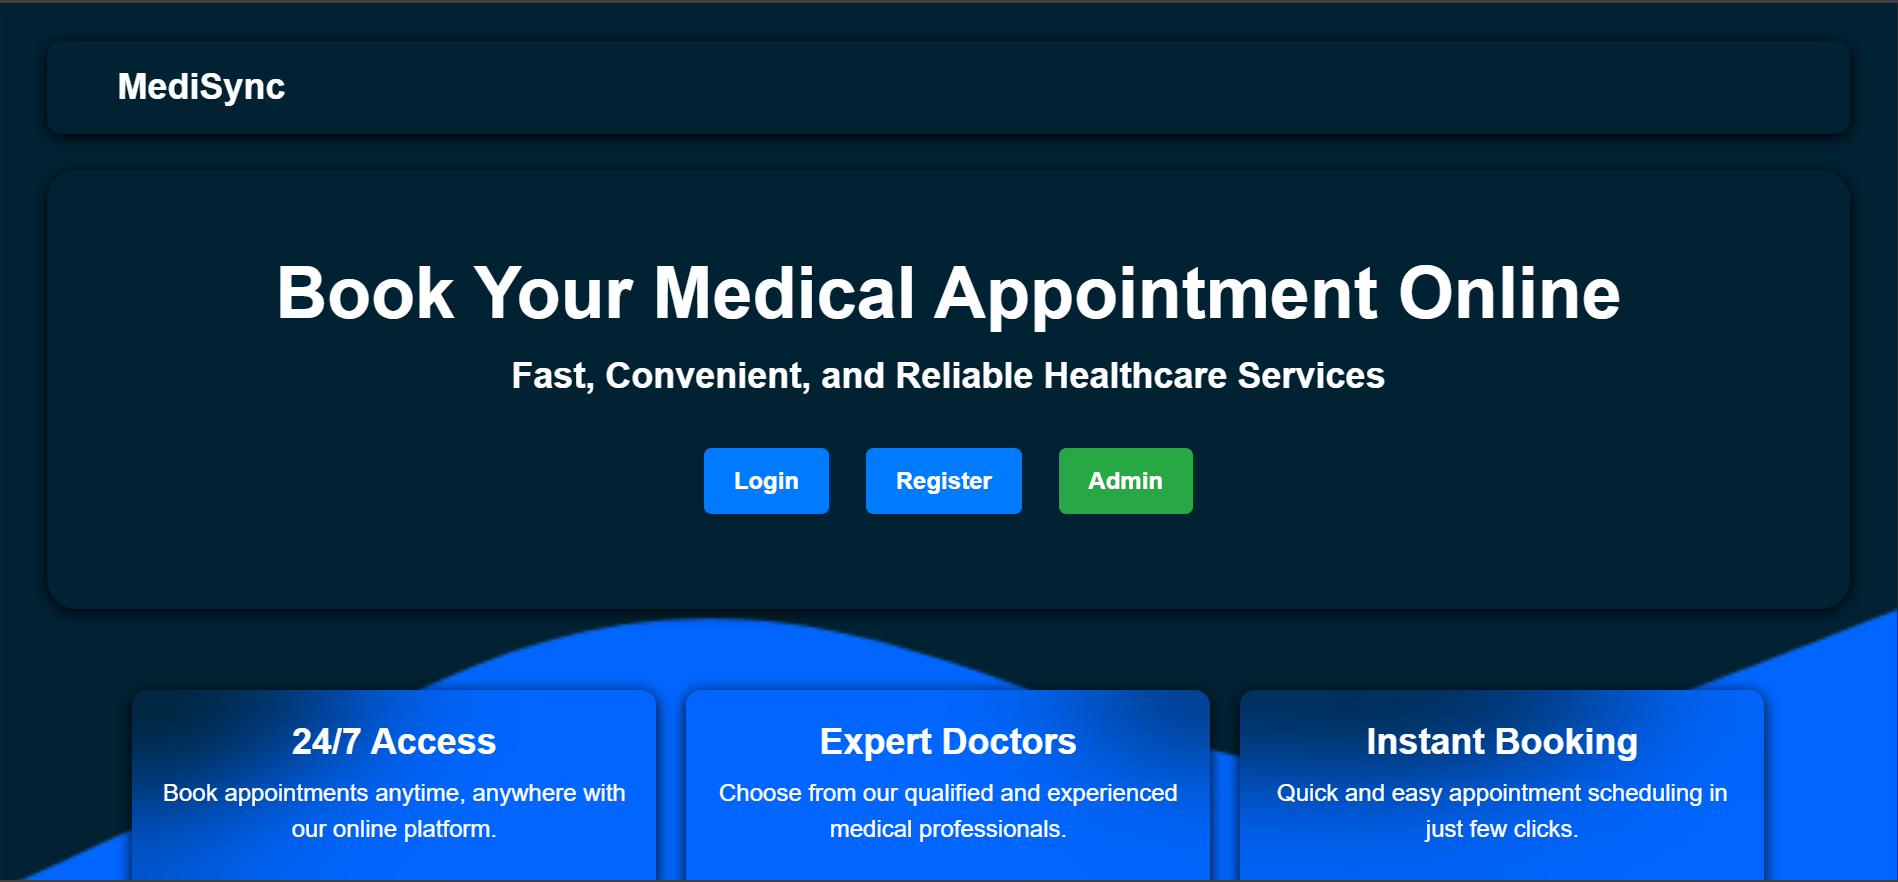 MediSync
Book Your Medical Appointment Online
Fast, Convenient, and Reliable Healthcare Services
Login
Register
Admin
24/7 Access
Book appointments anytime, anywhere with
our online platform.
Expert Doctors
Choose from our qualified and experienced
medical professionals.
Instant Booking
Quick and easy appointment scheduling in
just few clicks.